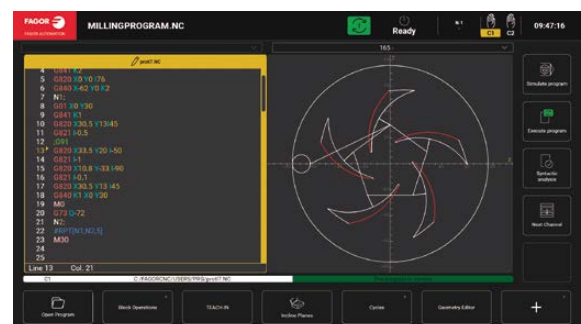 FAGOR
FAGOR AUTOMATION
MILLINGPROGRAM.NC
Ready
C1
C2
09:47:16
165
profiT.NC
4 G841 K2
5 G820 X0 Y0 I76
6 G840 X-62 Y0 K2
7 N1:
8 G01 X0 Y30
9 G841 K1
10 G820 X30.5 Y13 I45
11 G821 I-0.5
12 ;G91
13 G820 X33.5 Y20 I-50
14 G821 I-1
15 G820 X10.8 Y-33 I-90
16 G821 I-0.1
17 G820 X30.5 Y13 I45
18 G840 K1 X0 Y30
19 M0
20 G73 Q-72
21 N2:
22 #RPT[N1,N2,5]
23 M30
24
25
Line 13 Col. 21
C1
C:/FAGORCNC/USERS/PRG/profiT.NC
Simulate program
Execute program
Syntactic analysis
Next Channel
Open Program
Block Operations
TEACH-IN
Incline Planes
Cycles
Geometry Editor
+